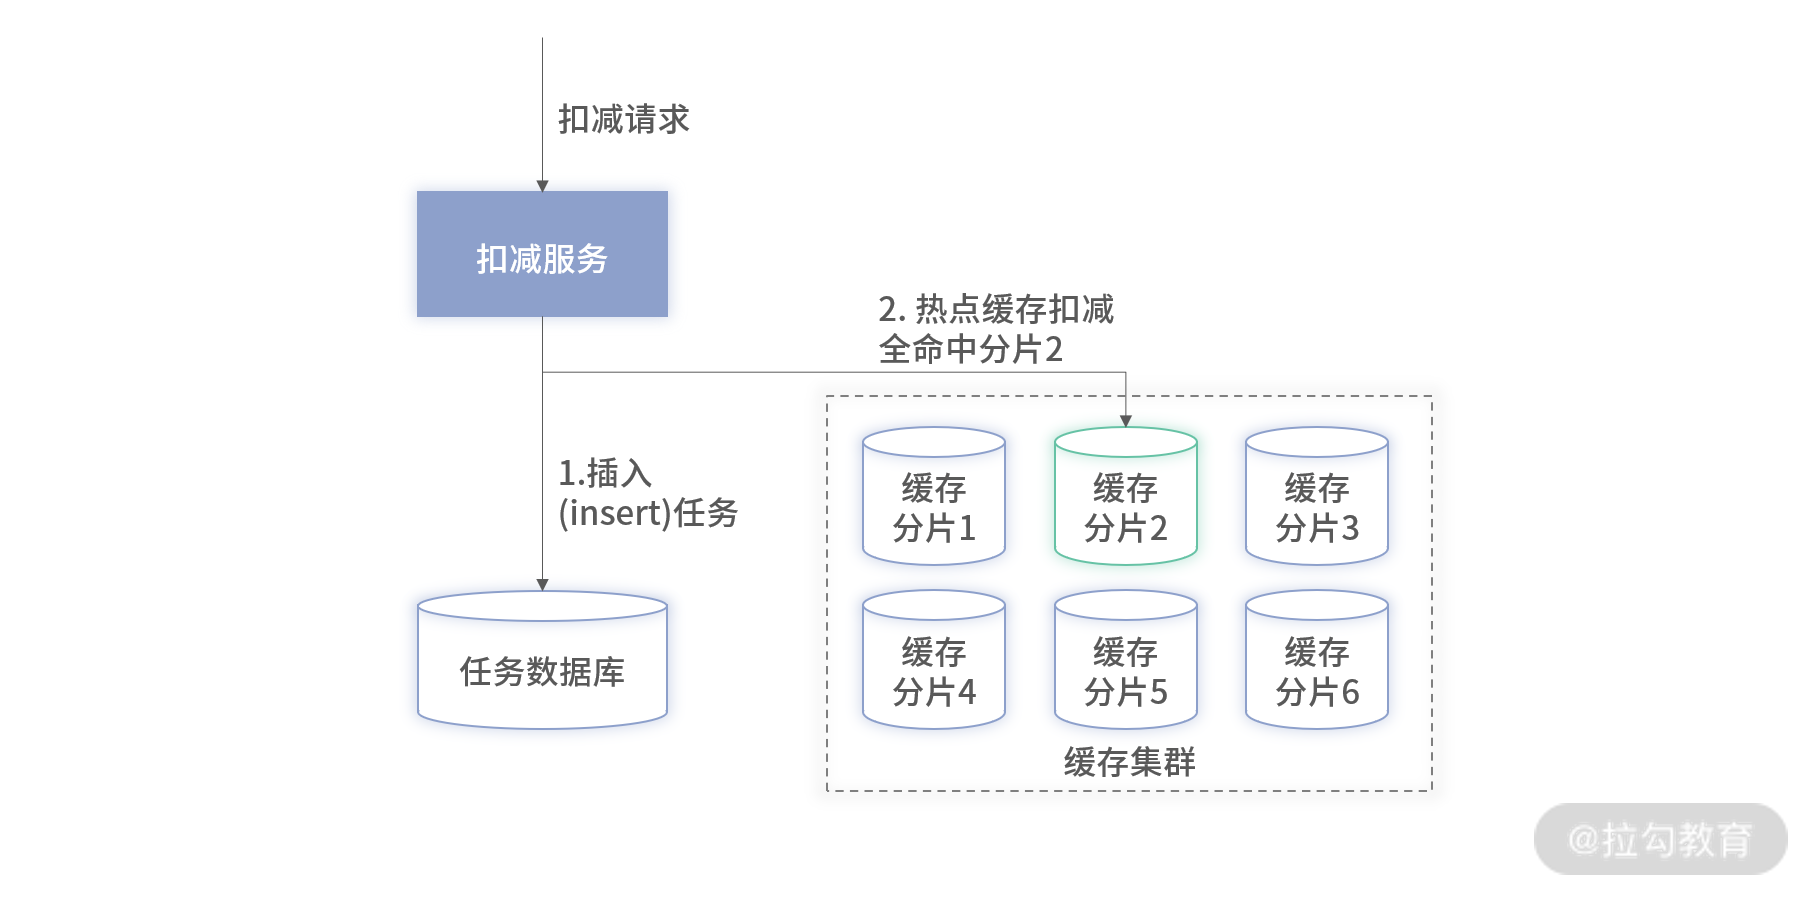 扣减请求
扣减服务
2. 热点缓存扣减
全命中分片2
1.插入
(insert)任务
任务数据库
缓存
分片1
缓存
分片2
缓存
分片3
缓存
分片4
缓存
分片5
缓存
分片6
缓存集群
@拉勾教育